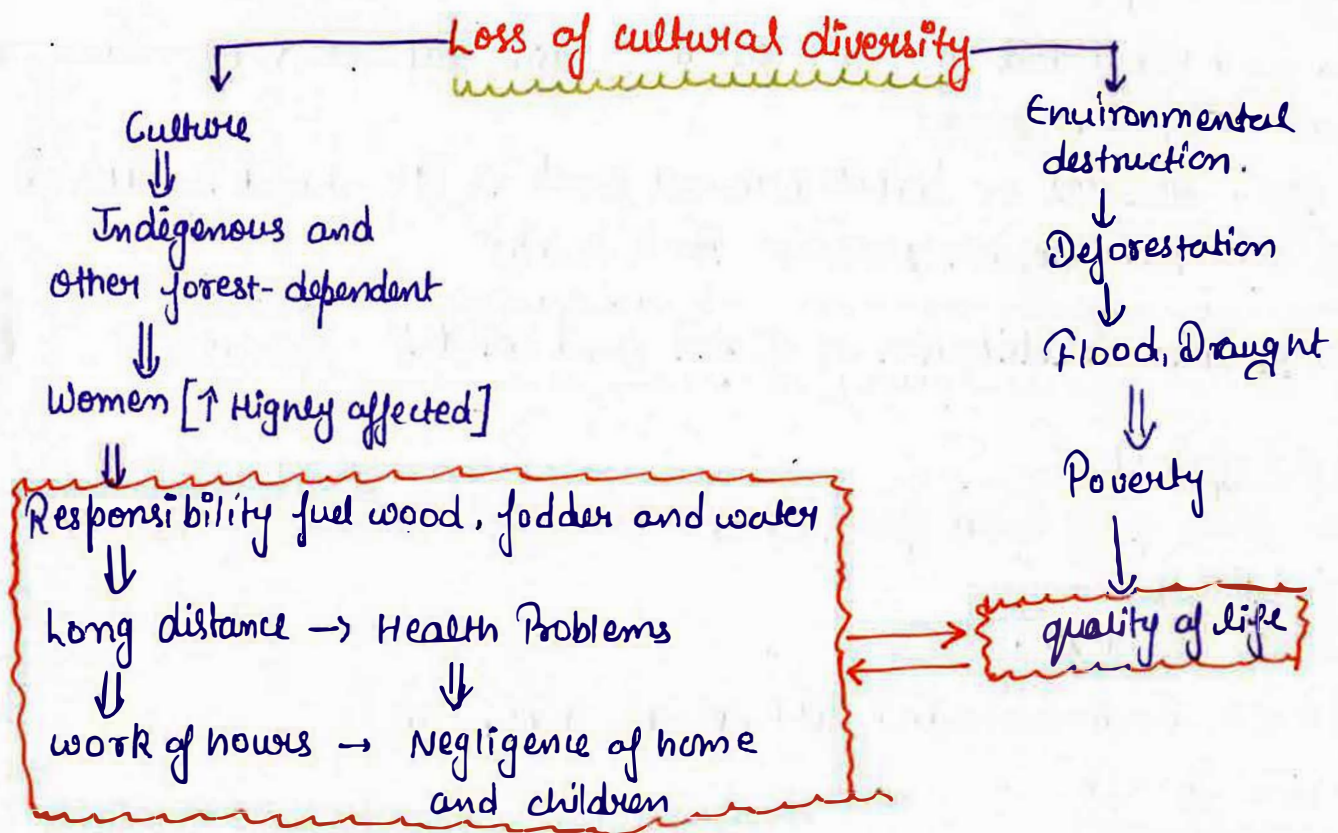 Loss of cultural diversity
Culture
⇓
Indigenous and
other forest-dependent
⇓
Women [↑ Highly affected]
⇓
Responsibility fuel wood, fodder and water
⇓
Long distance → Health Problems
⇓ ⇓
work of hours → Negligence of home
and children
Environmental
destruction.
↓
Deforestation
↓
Flood, Draught
⇓
Poverty
↓
quality of life